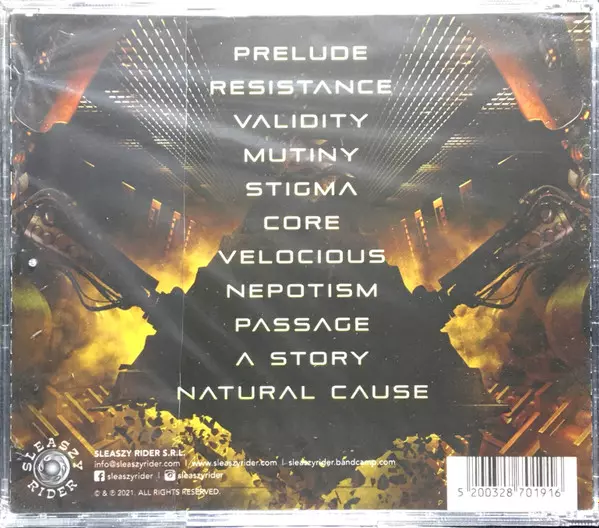 PRELUDE
RESISTANCE
VALIDITY
MUTINY
STIGMA
CORE
VELOCIOUS
NEPOTISM
PASSAGE
A STORY
NATURAL CAUSE
SLEASZY RIDER
SLEASZY RIDER S.R.L.
info@sleaszyrider.com I www.sleaszyrider.com I sleaszyrider.bandcamp.com
sleaszyrider I sleaszyrider
© & ℗ 2021. ALL RIGHTS RESERVED.
5 200328 701916